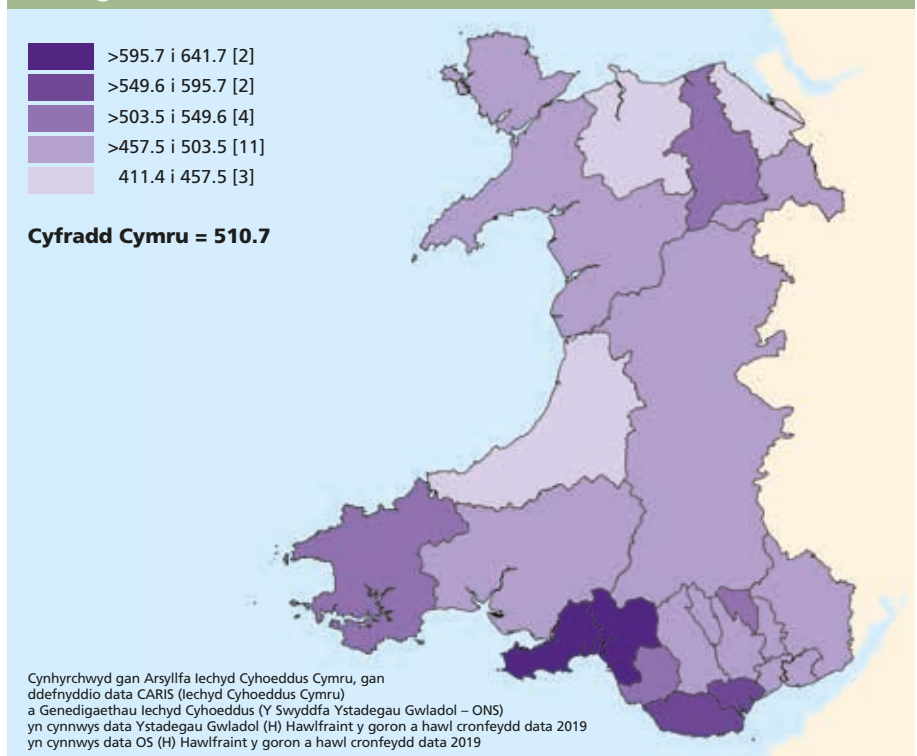 >595.7 i 641.7 [2]
>549.6 i 595.7 [2]
>503.5 i 549.6 [4]
>457.5 i 503.5 [11]
411.4 i 457.5 [3]
Cyfradd Cymru = 510.7
Cynhyrchwyd gan Arsyllfa Iechyd Cyhoeddus Cymru, gan
ddefnyddio data CARIS (Iechyd Cyhoeddus Cymru)
a Genedigaethau Iechyd Cyhoeddus (Y Swyddfa Ystadegau Gwladol – ONS)
yn cynnwys data Ystadegau Gwladol (H) Hawlfraint y goron a hawl cronfeydd data 2019
yn cynnwys data OS (H) Hawlfraint y goron a hawl cronfeydd data 2019